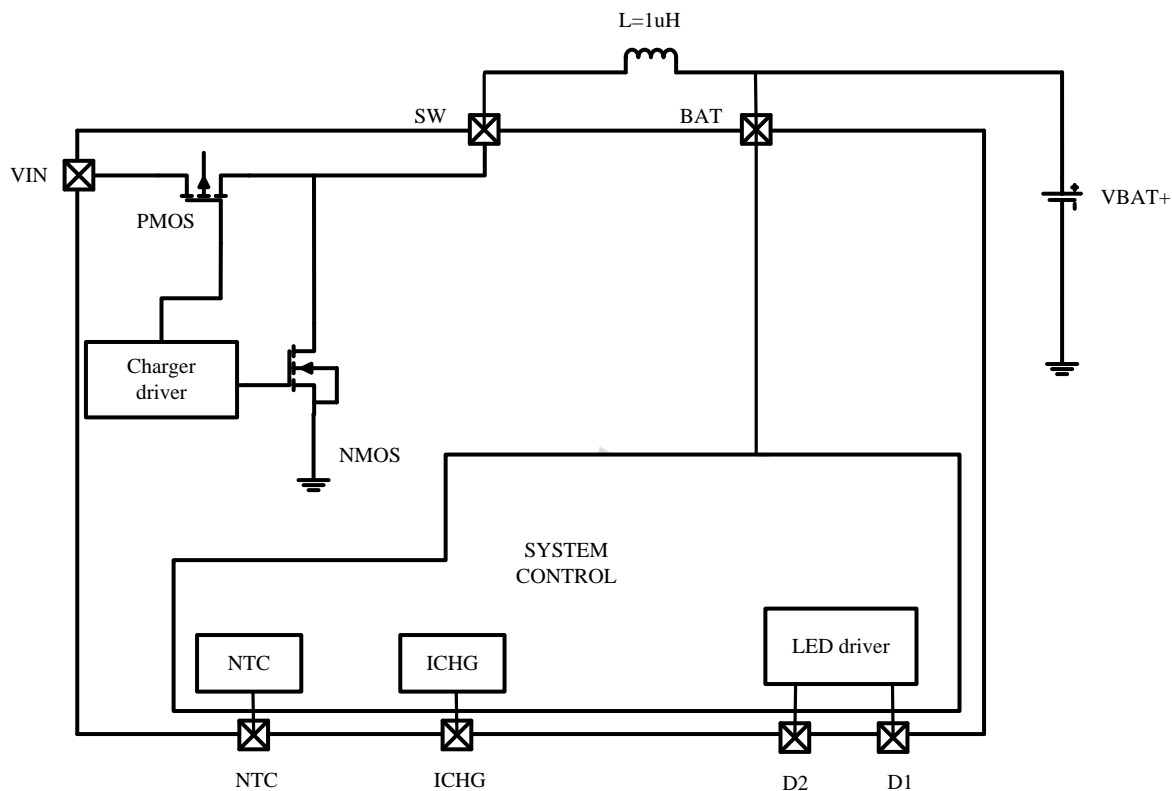 L=1uH
SW
BAT
VIN
PMOS
VBAT+
Charger
driver
NMOS
SYSTEM
CONTROL
NTC
ICHG
LED driver
NTC
ICHG
D2
D1